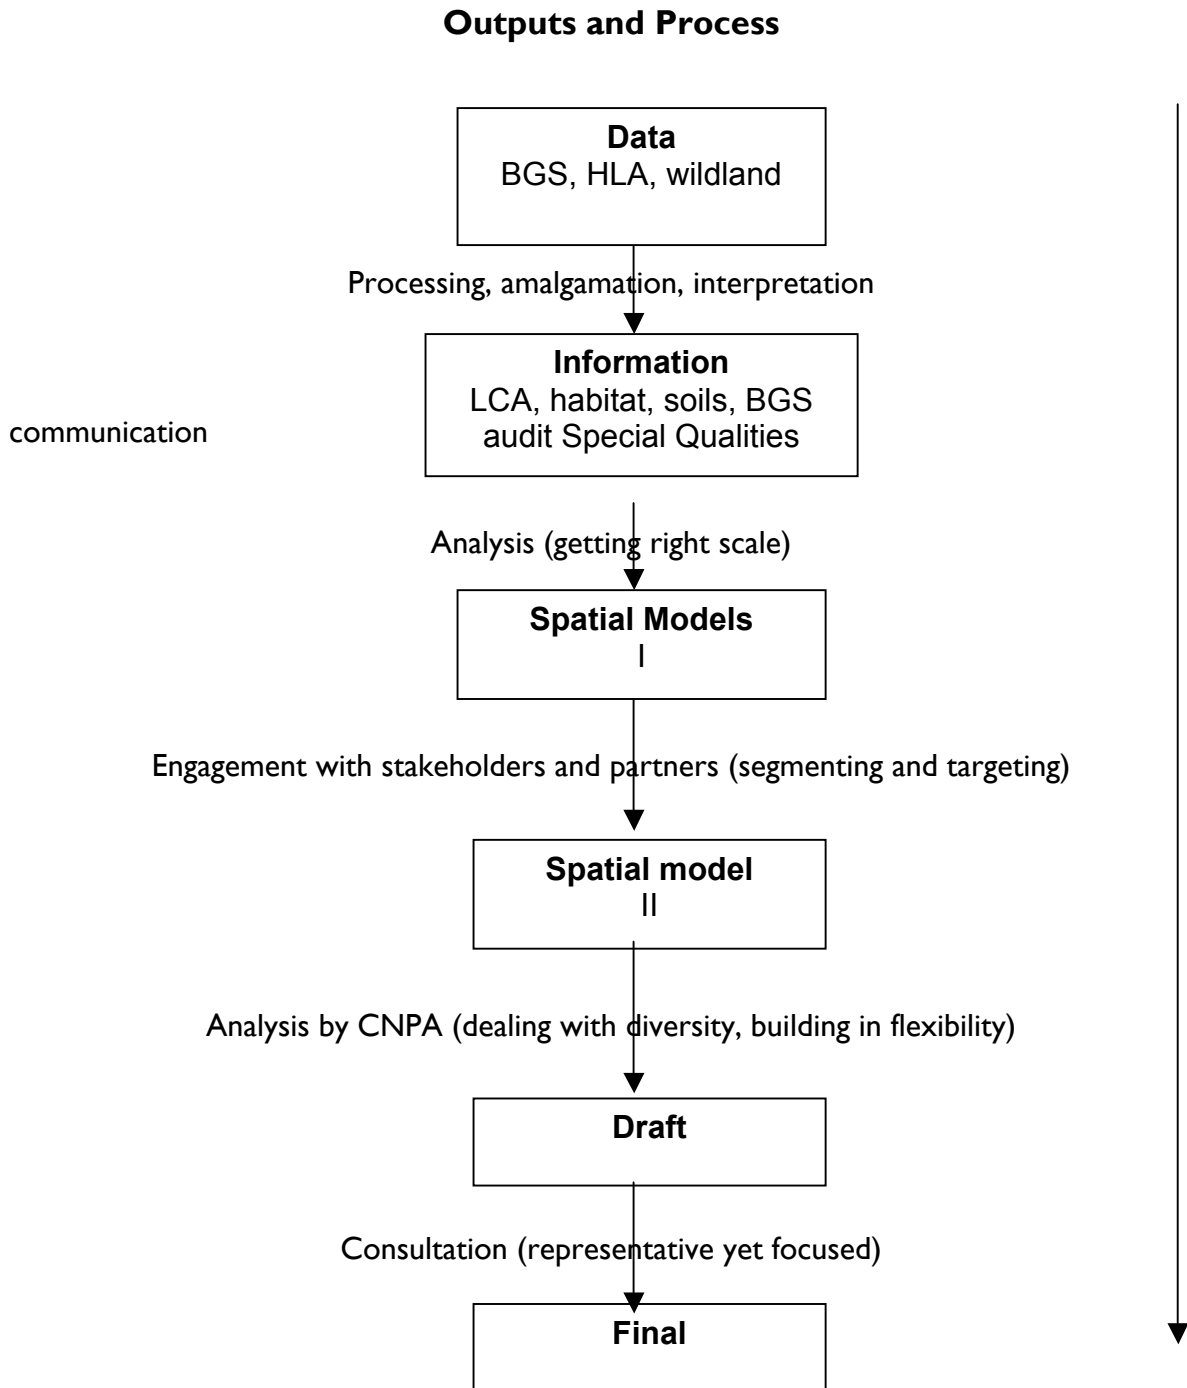 Outputs and Process
Data
BGS, HLA, wildland
Processing, amalgamation, interpretation
Information
LCA, habitat, soils, BGS
audit Special Qualities
communication
Analysis (getting right scale)
Spatial Models
I
Engagement with stakeholders and partners (segmenting and targeting)
Spatial model
II
Analysis by CNPA (dealing with diversity, building in flexibility)
Draft
Consultation (representative yet focused)
Final